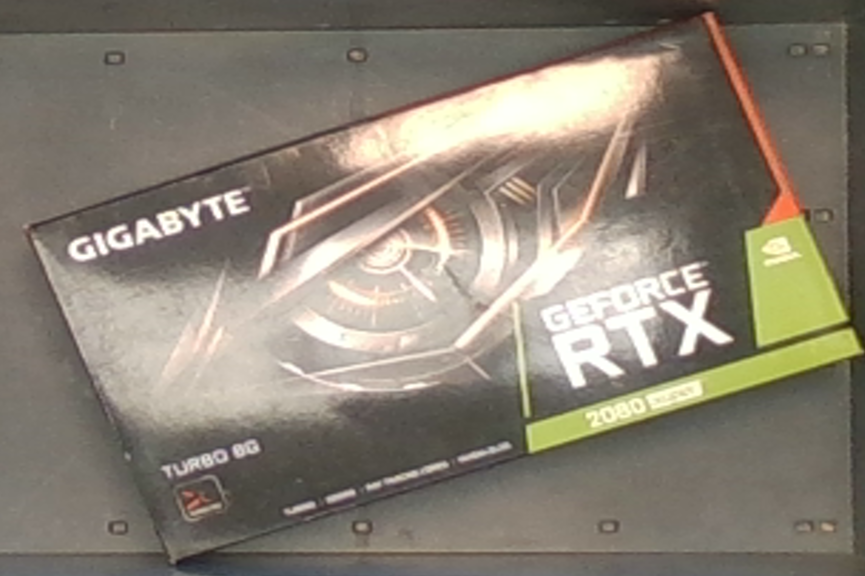 GIGABYTE
GEFORCE
RTX
2080 SUPER
TURBO 8G